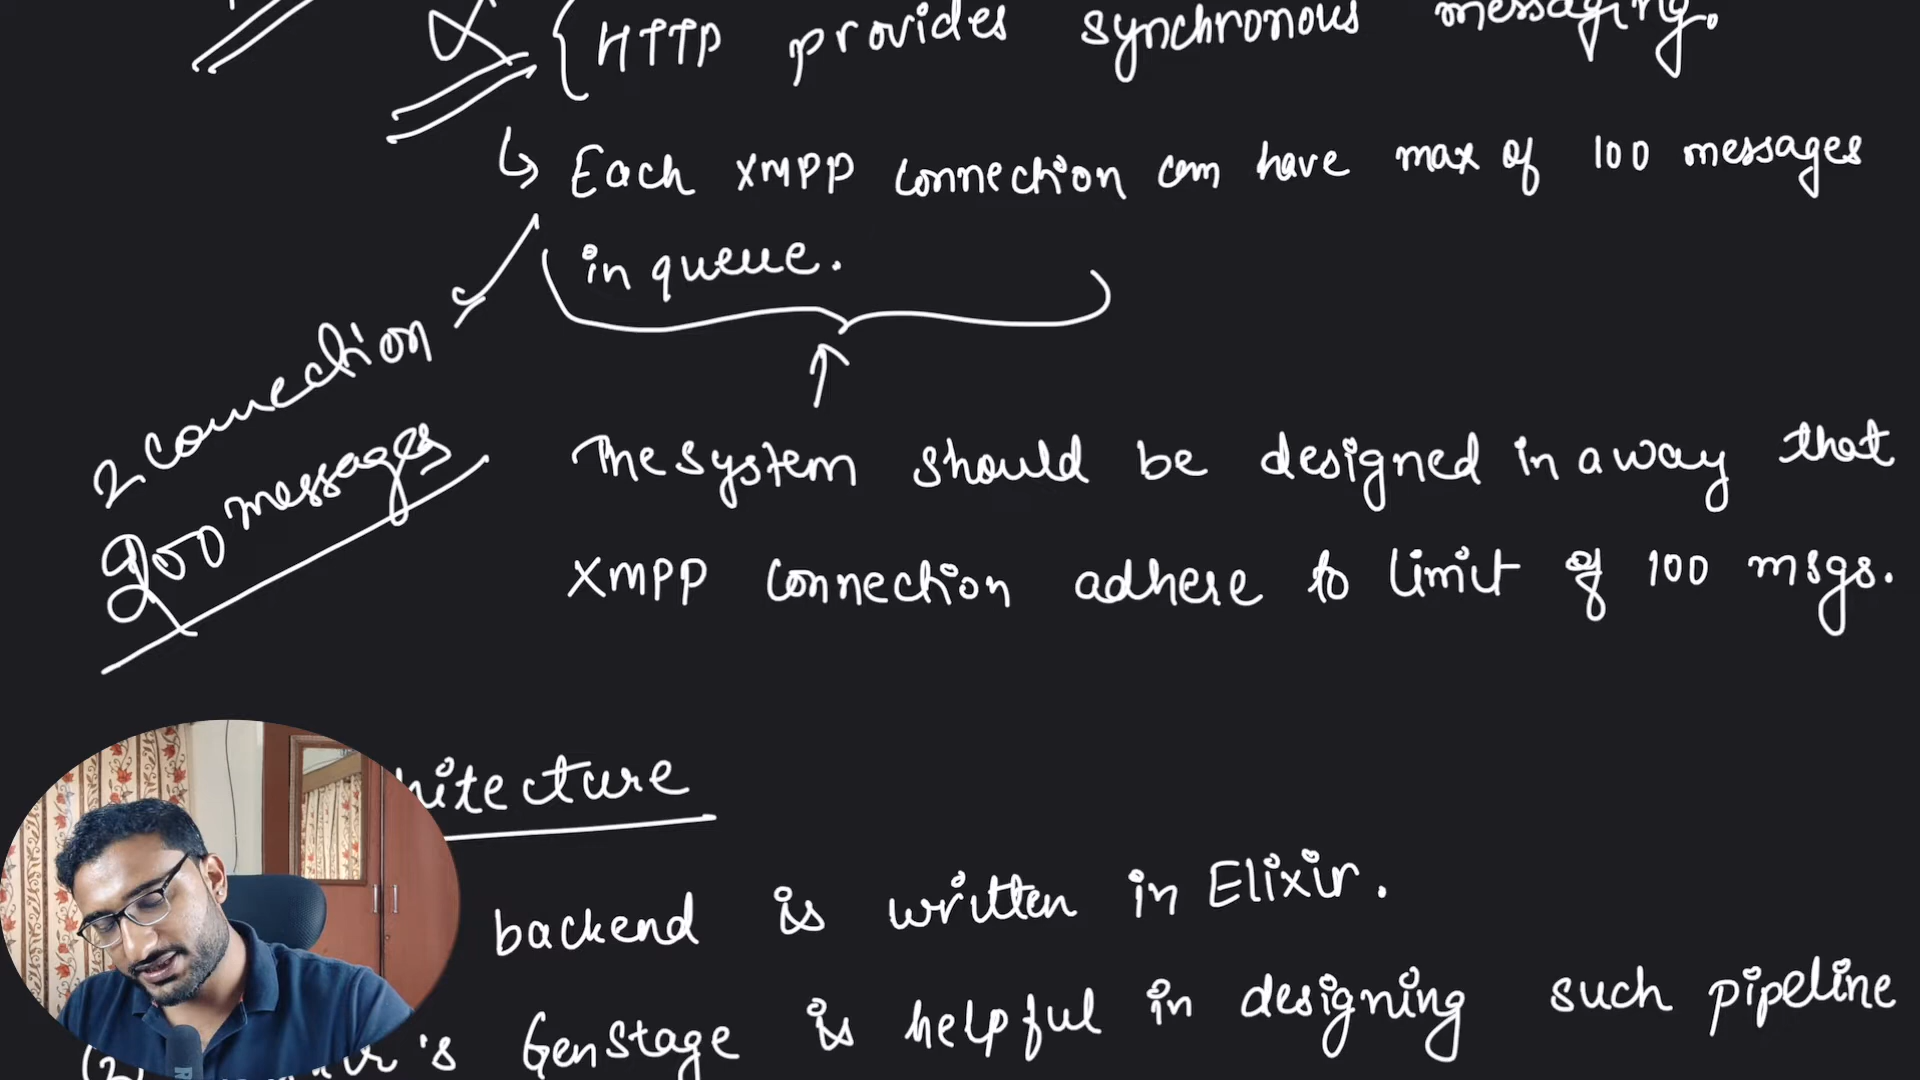 HTTP provides synchronous messaging.
Each XMPP connection can have max of 100 messages
in queue.
2 connection
200 messages
The system should be designed in a way that
XMPP connection adhere to limit of 100 msgs.
backend is written in Elixir.
(2) 's GenStage is helpful in designing such pipeline